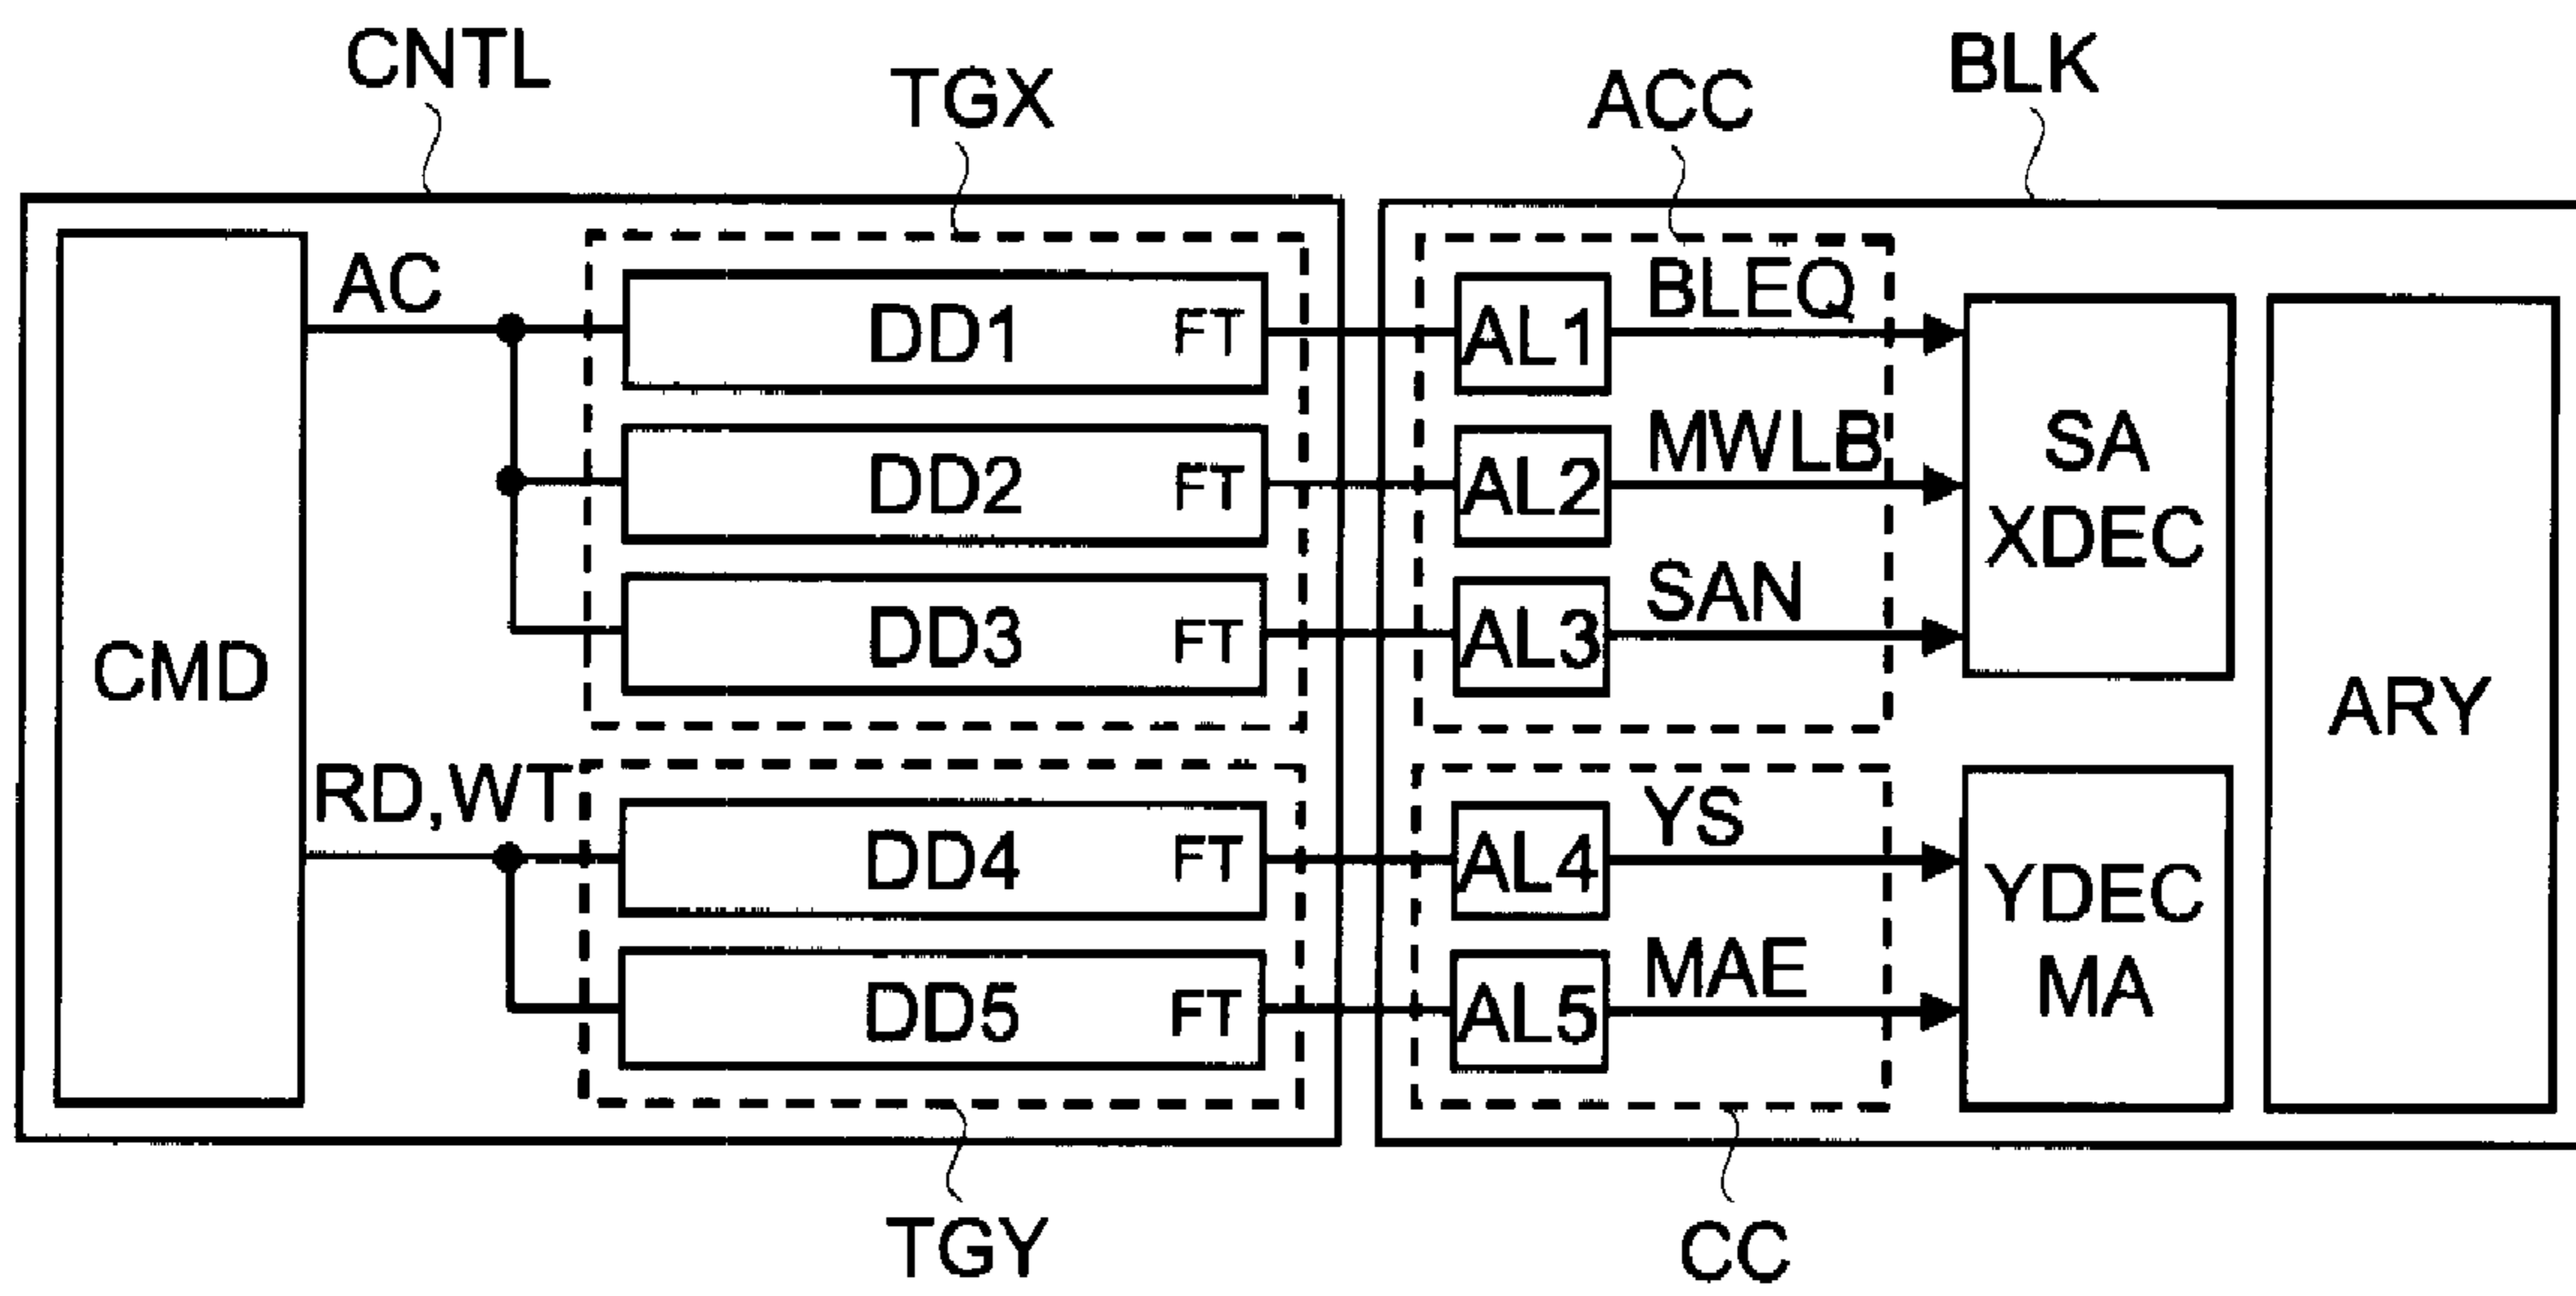 CNTL
TGX
ACC
BLK
AC
DD1 FT
AL1
BLEQ
DD2 FT
AL2
MWLB
DD3 FT
AL3
SAN
SA
XDEC
CMD
ARY
RD,WT
DD4 FT
AL4
YS
DD5 FT
AL5
MAE
YDEC
MA
TGY
CC